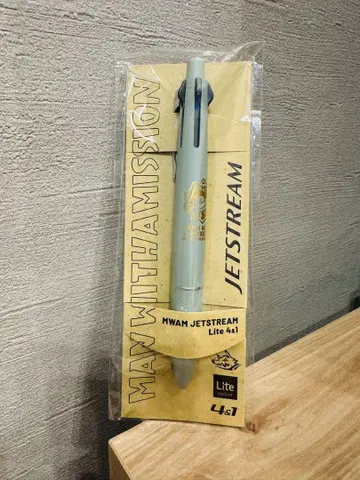 MAN WITH A MISSION
JETSTREAM
MWAM JETSTREAM
Lite 4&1
Lite
4&1